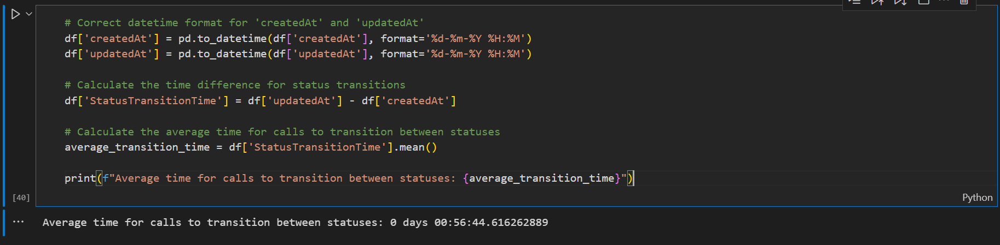 # Correct datetime format for 'createdAt' and 'updatedAt'
df['createdAt'] = pd.to_datetime(df['createdAt'], format='%d-%m-%Y %H:%M')
df['updatedAt'] = pd.to_datetime(df['updatedAt'], format='%d-%m-%Y %H:%M')
# Calculate the time difference for status transitions
df['StatusTransitionTime'] = df['updatedAt'] - df['createdAt']
# Calculate the average time for calls to transition between statuses
average_transition_time = df['StatusTransitionTime'].mean()
print(f"Average time for calls to transition between statuses: {average_transition_time}")
[40]
Python
... Average time for calls to transition between statuses: 0 days 00:56:44.616262889